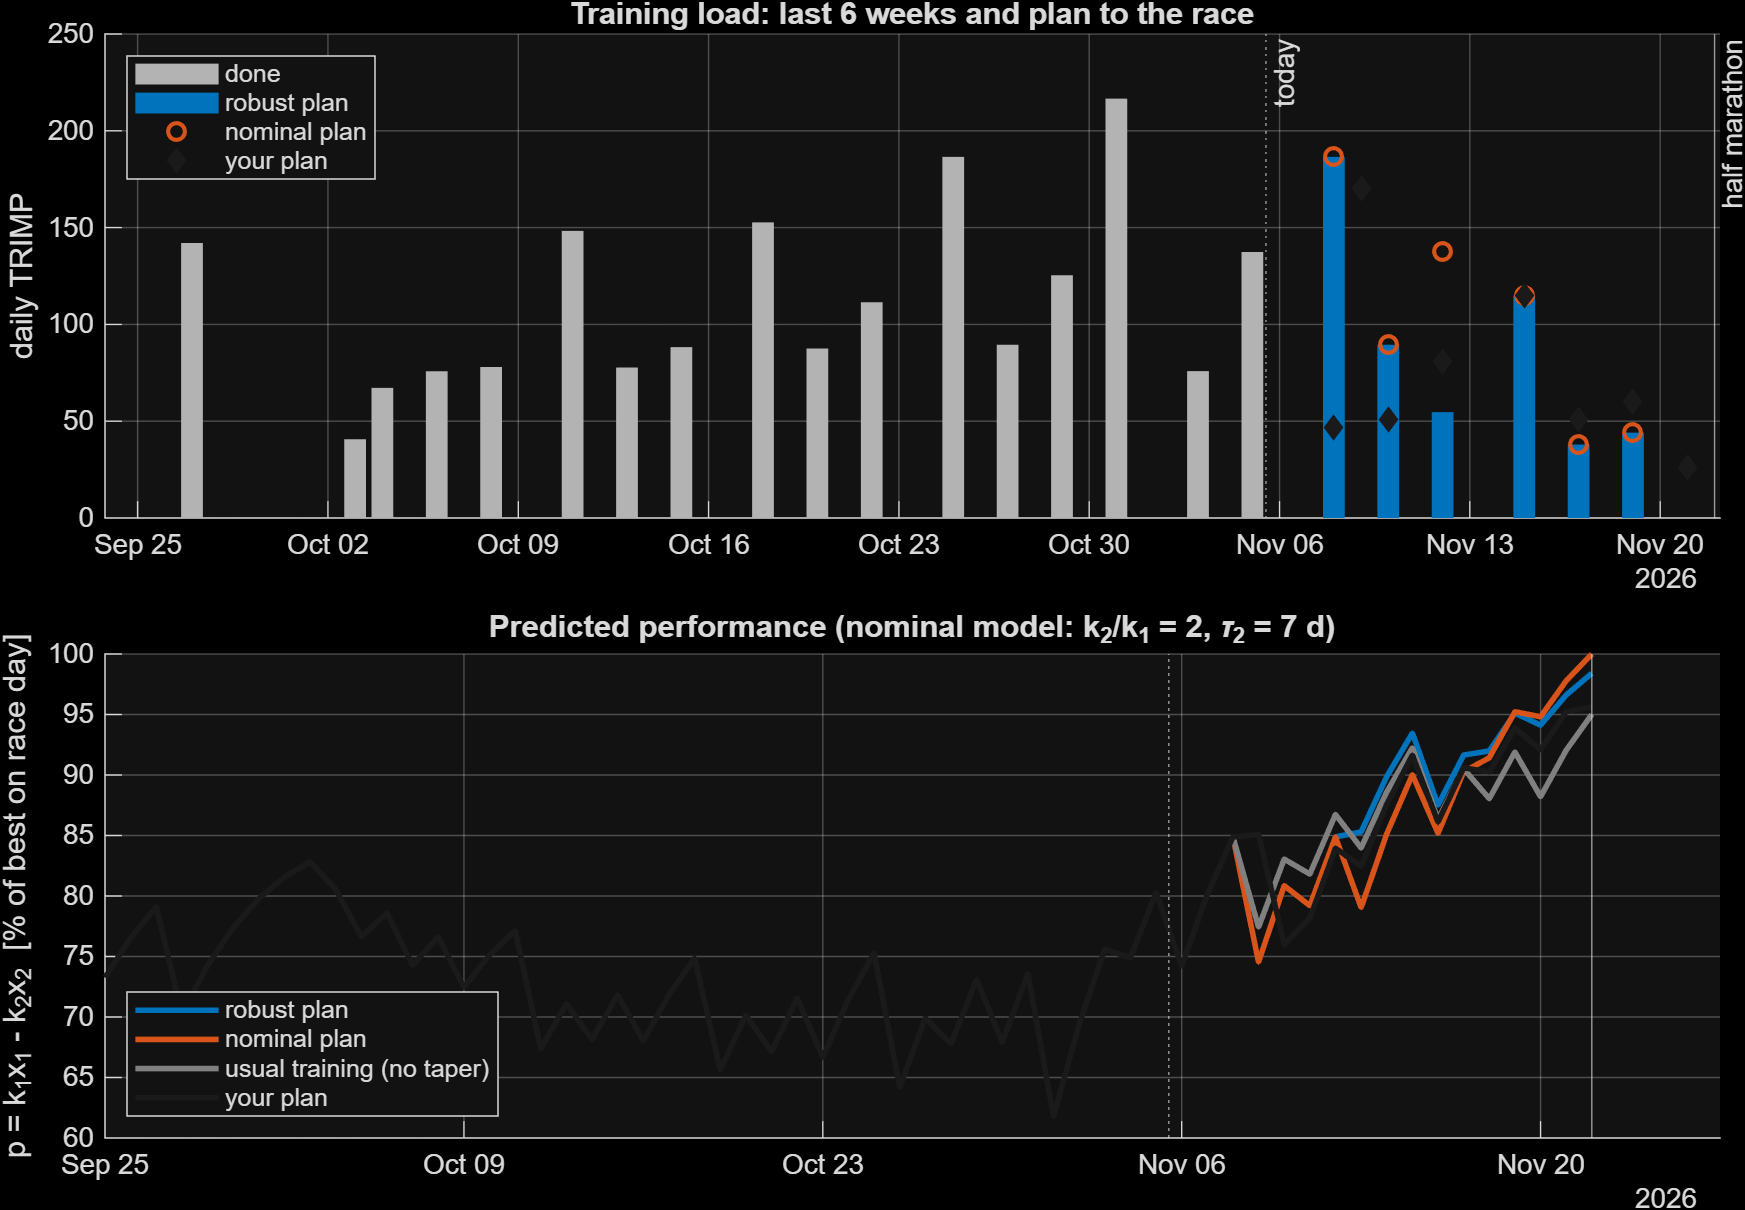 Training load: last 6 weeks and plan to the race
250
200
150
100
50
0
daily TRIMP
done
robust plan
nominal plan
your plan
today
half marathon
Sep 25
Oct 02
Oct 09
Oct 16
Oct 23
Oct 30
Nov 06
Nov 13
Nov 20
2026
Predicted performance (nominal model: k₂/k₁ = 2, τ₂ = 7 d)
100
95
90
85
80
75
70
65
60
p = k₁x₁ - k₂x₂ [% of best on race day]
robust plan
nominal plan
usual training (no taper)
your plan
Sep 25
Oct 09
Oct 23
Nov 06
Nov 20
2026